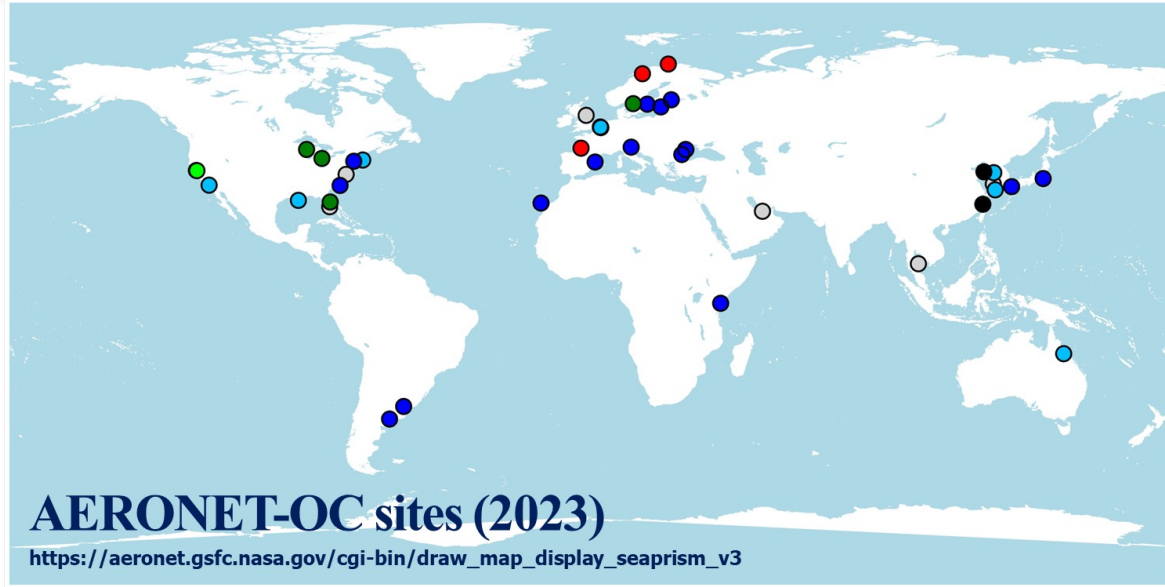 AERONET-OC sites (2023)
https://aeronet.gsfc.nasa.gov/cgi-bin/draw_map_display_seaprism_v3